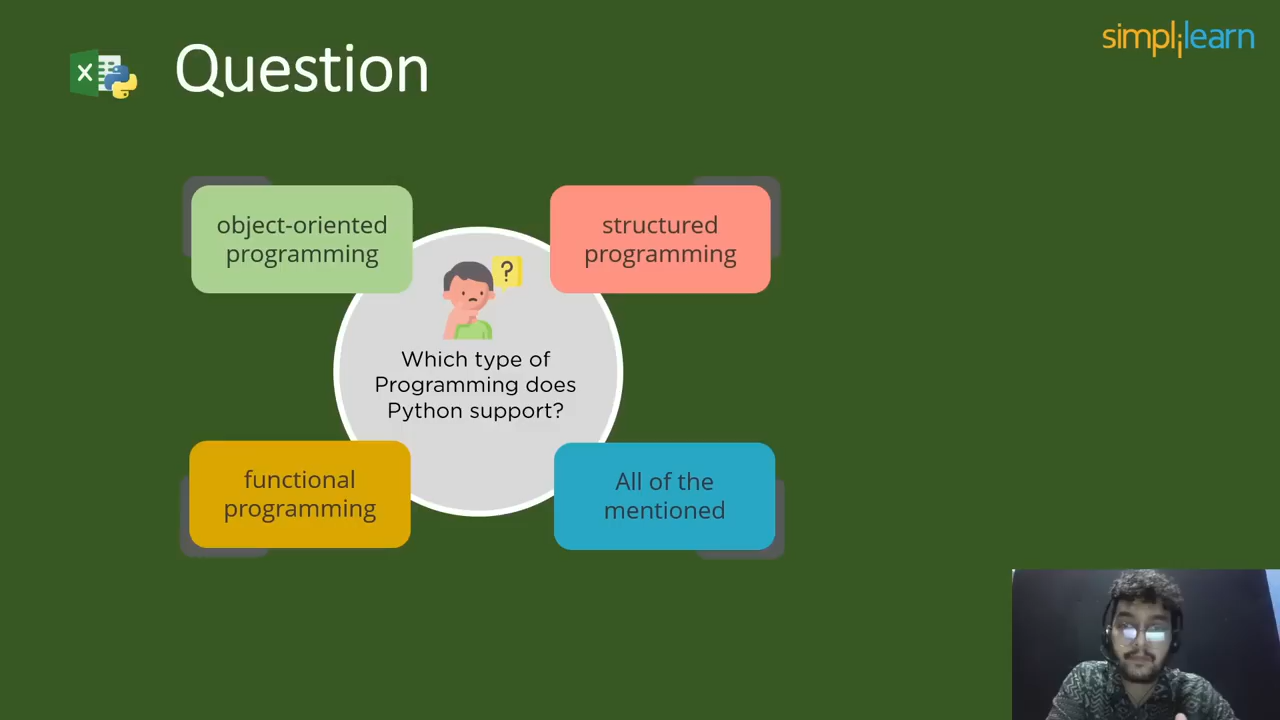 simplilearn
Question
object-oriented
programming
structured
programming
?
Which type of
Programming does
Python support?
functional
programming
All of the
mentioned
X